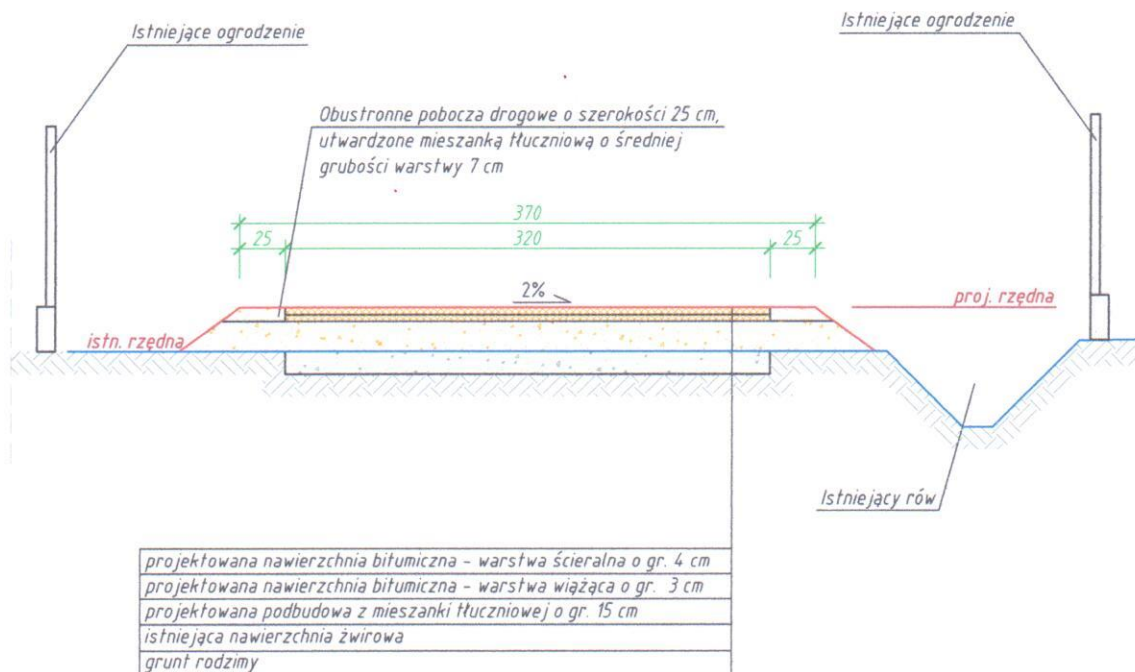 Istniejące ogrodzenie
Istniejące ogrodzenie
Obustronne pobocza drogowe o szerokości 25 cm,
utwardzone mieszanką tłuczniową o średniej
grubości warstwy 7 cm
370
25
320
25
2%
proj. rzędna
istn. rzędna
Istniejący rów
projektowana nawierzchnia bitumiczna - warstwa ścieralna o gr. 4 cm
projektowana nawierzchnia bitumiczna - warstwa wiążąca o gr. 3 cm
projektowana podbudowa z mieszanki tłuczniowej o gr. 15 cm
istniejąca nawierzchnia żwirowa
grunt rodzimy